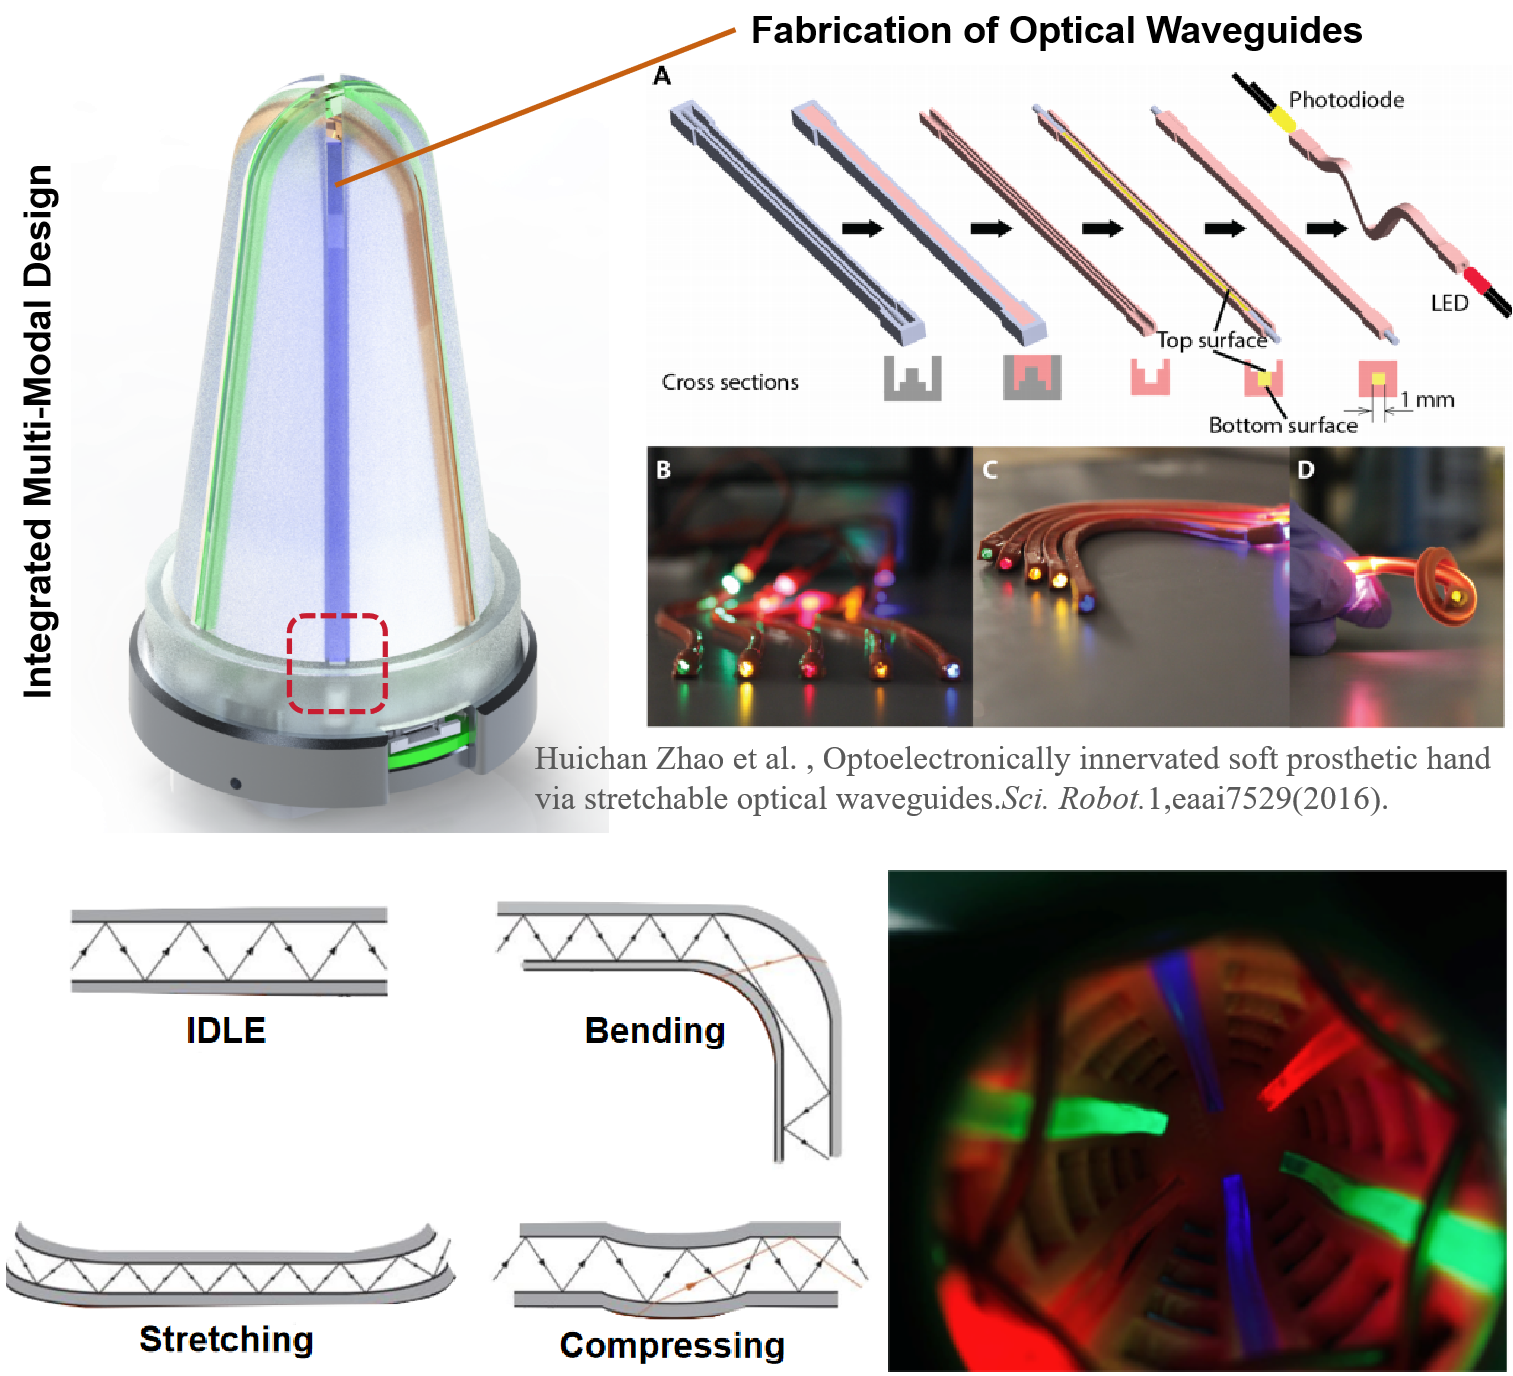 Fabrication of Optical Waveguides
Integrated Multi-Modal Design
A
Photodiode
LED
Top surface
Cross sections
1 mm
Bottom surface
B
C
D
Huichan Zhao et al. , Optoelectronically innervated soft prosthetic hand
via stretchable optical waveguides.Sci. Robot.1,eaai7529(2016).
IDLE
Bending
Stretching
Compressing